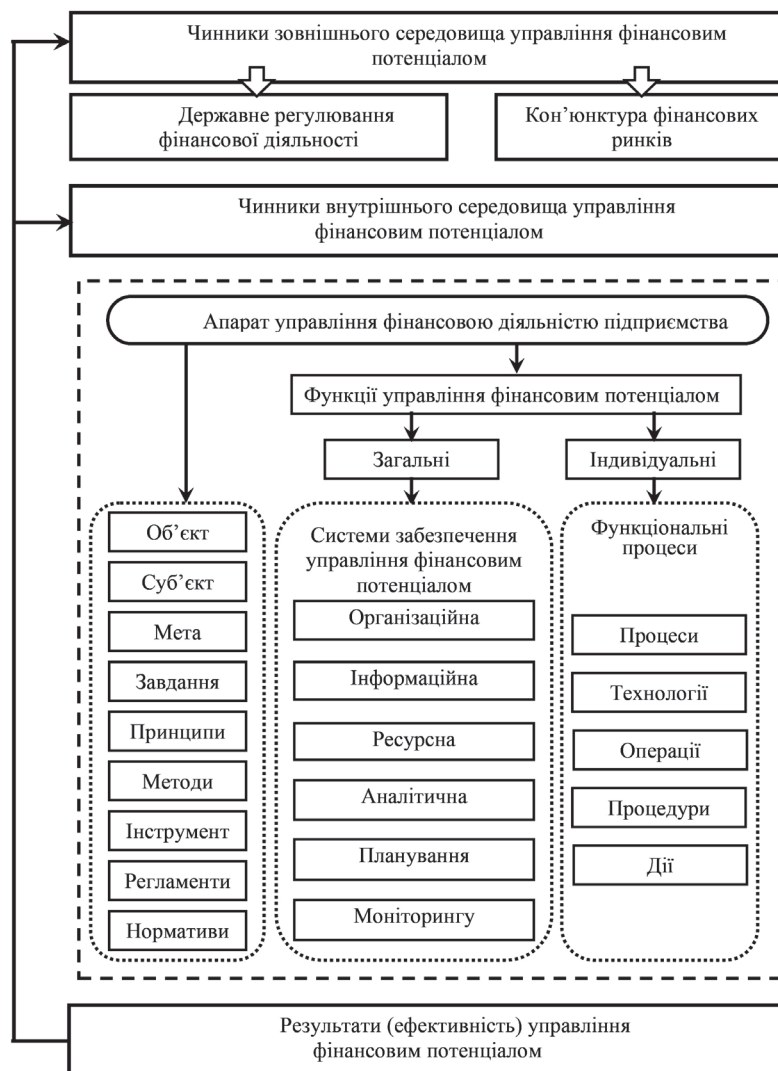 Чинники зовнішнього середовища управління фінансовим
потенціалом
Державне регулювання
фінансової діяльності
Кон’юнктура фінансових
ринків
Чинники внутрішнього середовища управління
фінансовим потенціалом
Апарат управління фінансовою діяльністю підприємства
Функції управління фінансовим потенціалом
Загальні
Індивідуальні
Об’єкт
Суб’єкт
Мета
Завдання
Принципи
Методи
Інструмент
Регламенти
Нормативи
Системи забезпечення
управління фінансовим
потенціалом
Організаційна
Інформаційна
Ресурсна
Аналітична
Планування
Моніторингу
Функціональні
процеси
Процеси
Технології
Операції
Процедури
Дії
Результати (ефективність) управління
фінансовим потенціалом